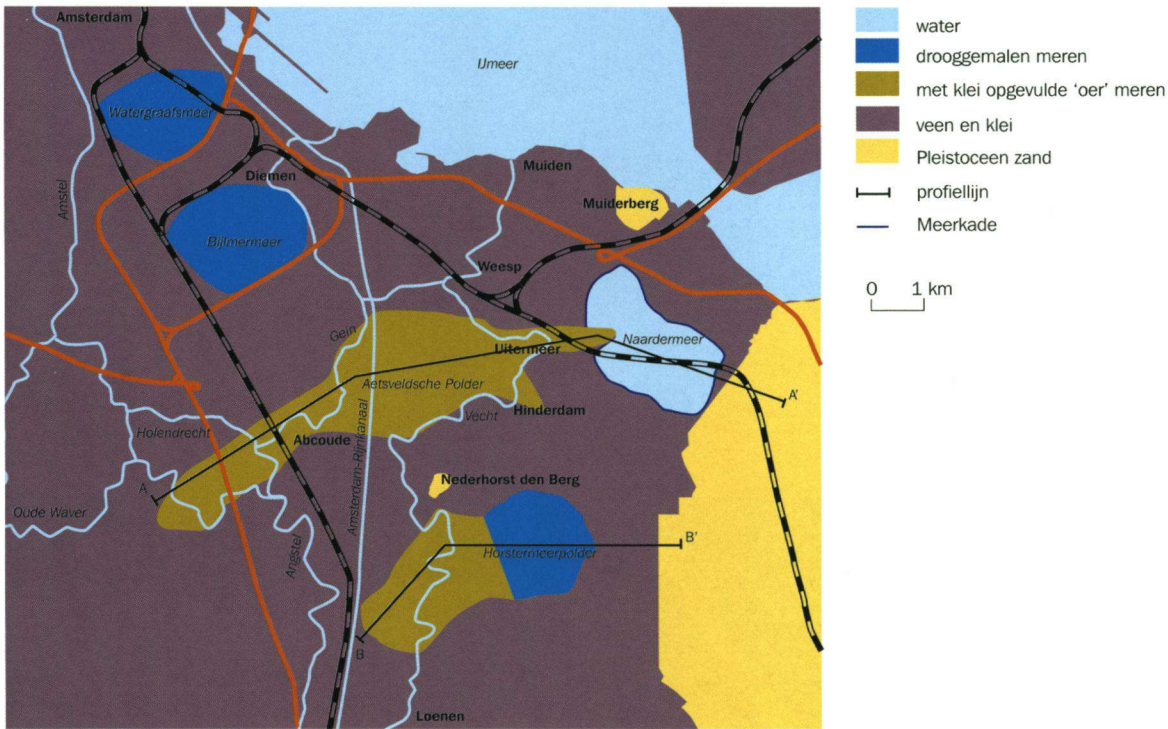 Amsterdam
IJmeer
Watergraafsmeer
Amstel
Diemen
Muiden
Muiderberg
Bijlmermeer
Weesp
Gein
Uitermeer
Naardermeer
Aetsveldsche Polder
A'
Hinderdam
Vecht
Holendrecht
Abcoude
Amsterdam-Rijnkanaal
A
Nederhorst den Berg
Oude Waver
Angstel
B'
Horstermeerpolder
B
Loenen
water
drooggemalen meren
met klei opgevulde ‘oer’ meren
veen en klei
Pleistoceen zand
profiellijn
Meerkade
0 1 km